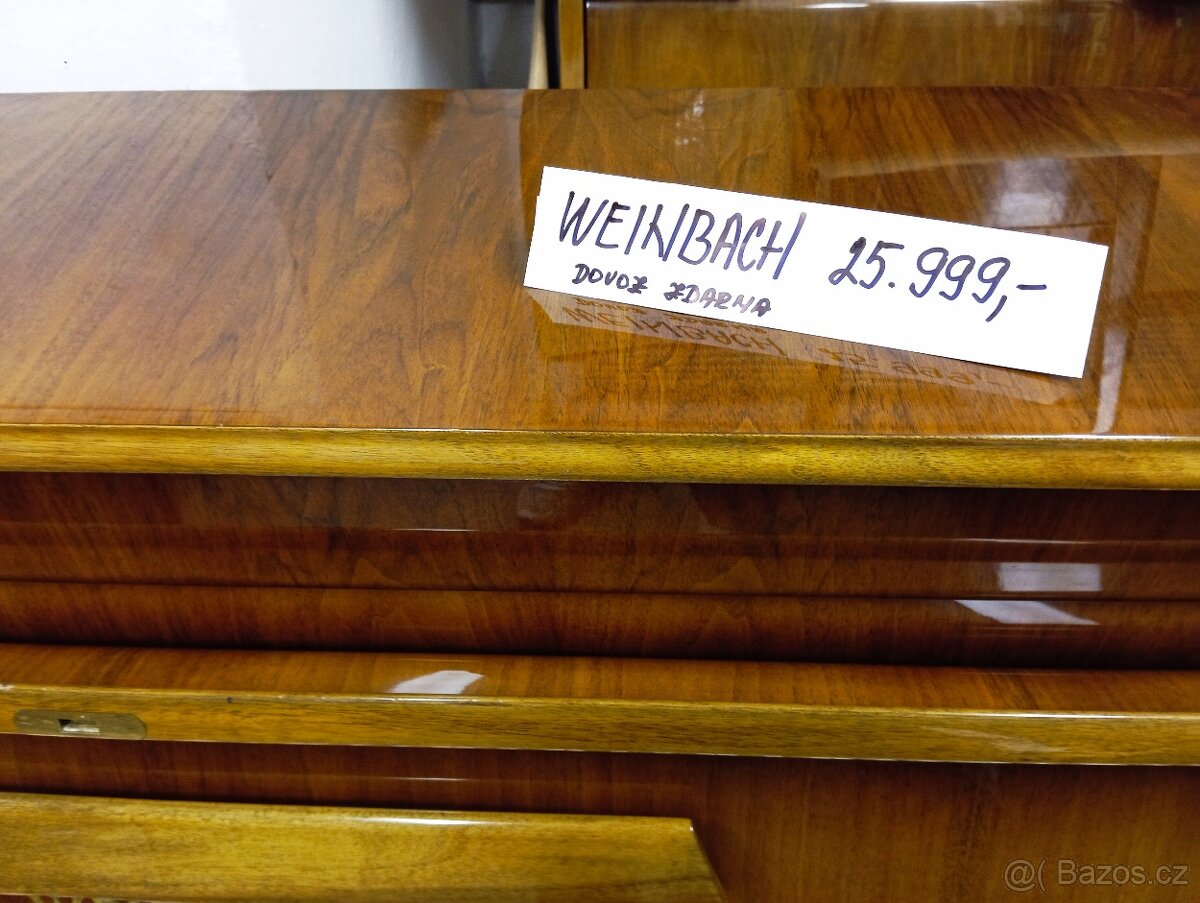 WEINBACH 25.999,-
DOVOZ ZDARMA
@( Bazos.cz